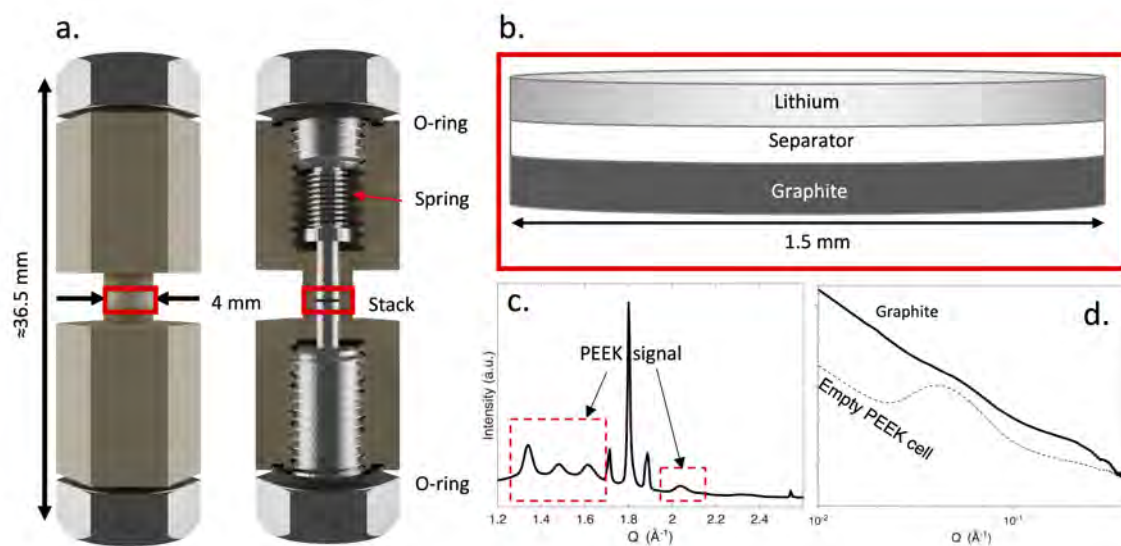 a.
≈36.5 mm
4 mm
O-ring
Spring
Stack
O-ring
b.
Lithium
Separator
Graphite
1.5 mm
c.
PEEK signal
Intensity (a.u.)
1.2 1.4 1.6 1.8 2 2.2 2.4
Q (Å⁻¹)
d.
Graphite
Empty PEEK cell
10⁻² 10⁻¹
Q (Å⁻¹)